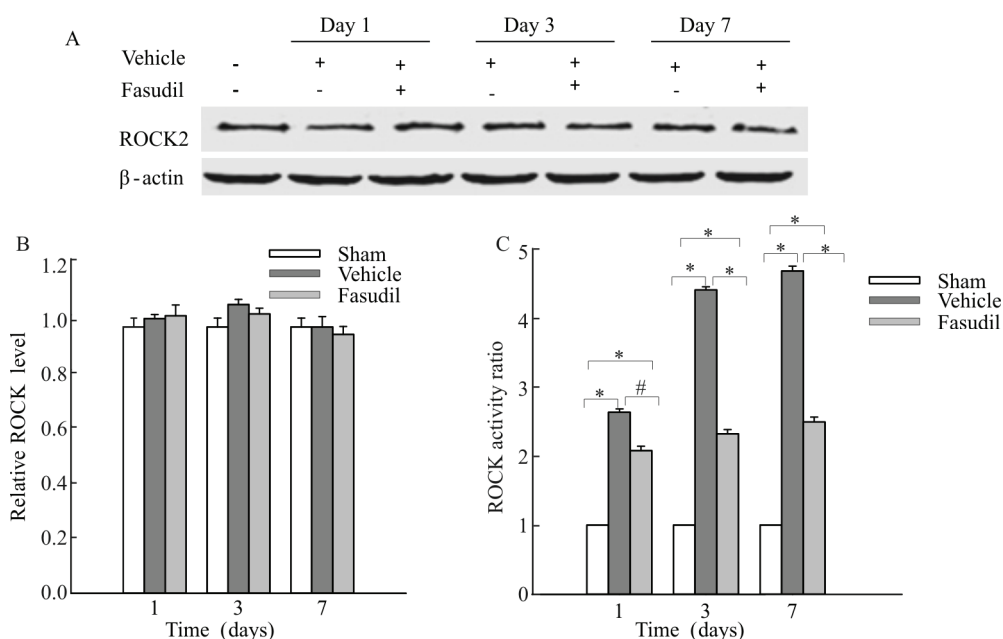 A
Day 1 Day 3 Day 7
Vehicle - + + + + + +
Fasudil - - + - + - +
ROCK2
β-actin
B
Sham
Vehicle
Fasudil
Relative ROCK level
1.2
1.0
0.8
0.6
0.4
0.2
0.0
1 3 7
Time (days)
C
Sham
Vehicle
Fasudil
ROCK activity ratio
5
4
3
2
1
0
* * #
* * *
* * *
1 3 7
Time (days)